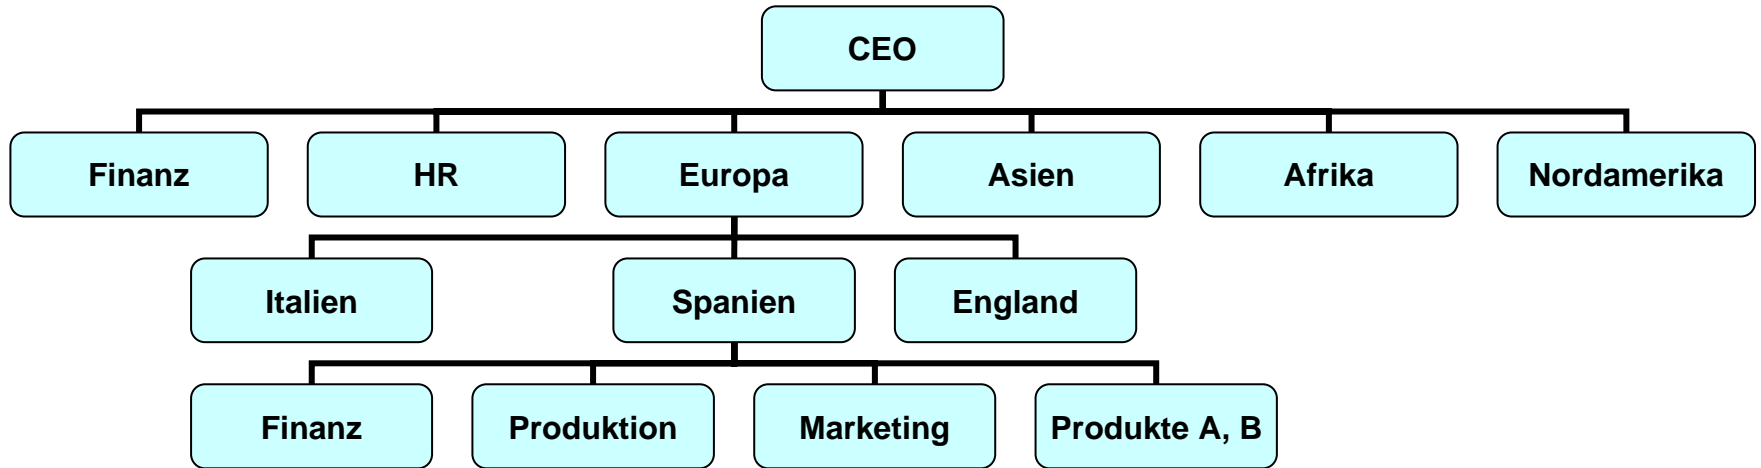 CEO
Finanz
HR
Europa
Asien
Afrika
Nordamerika
Italien
Spanien
England
Finanz
Produktion
Marketing
Produkte A, B